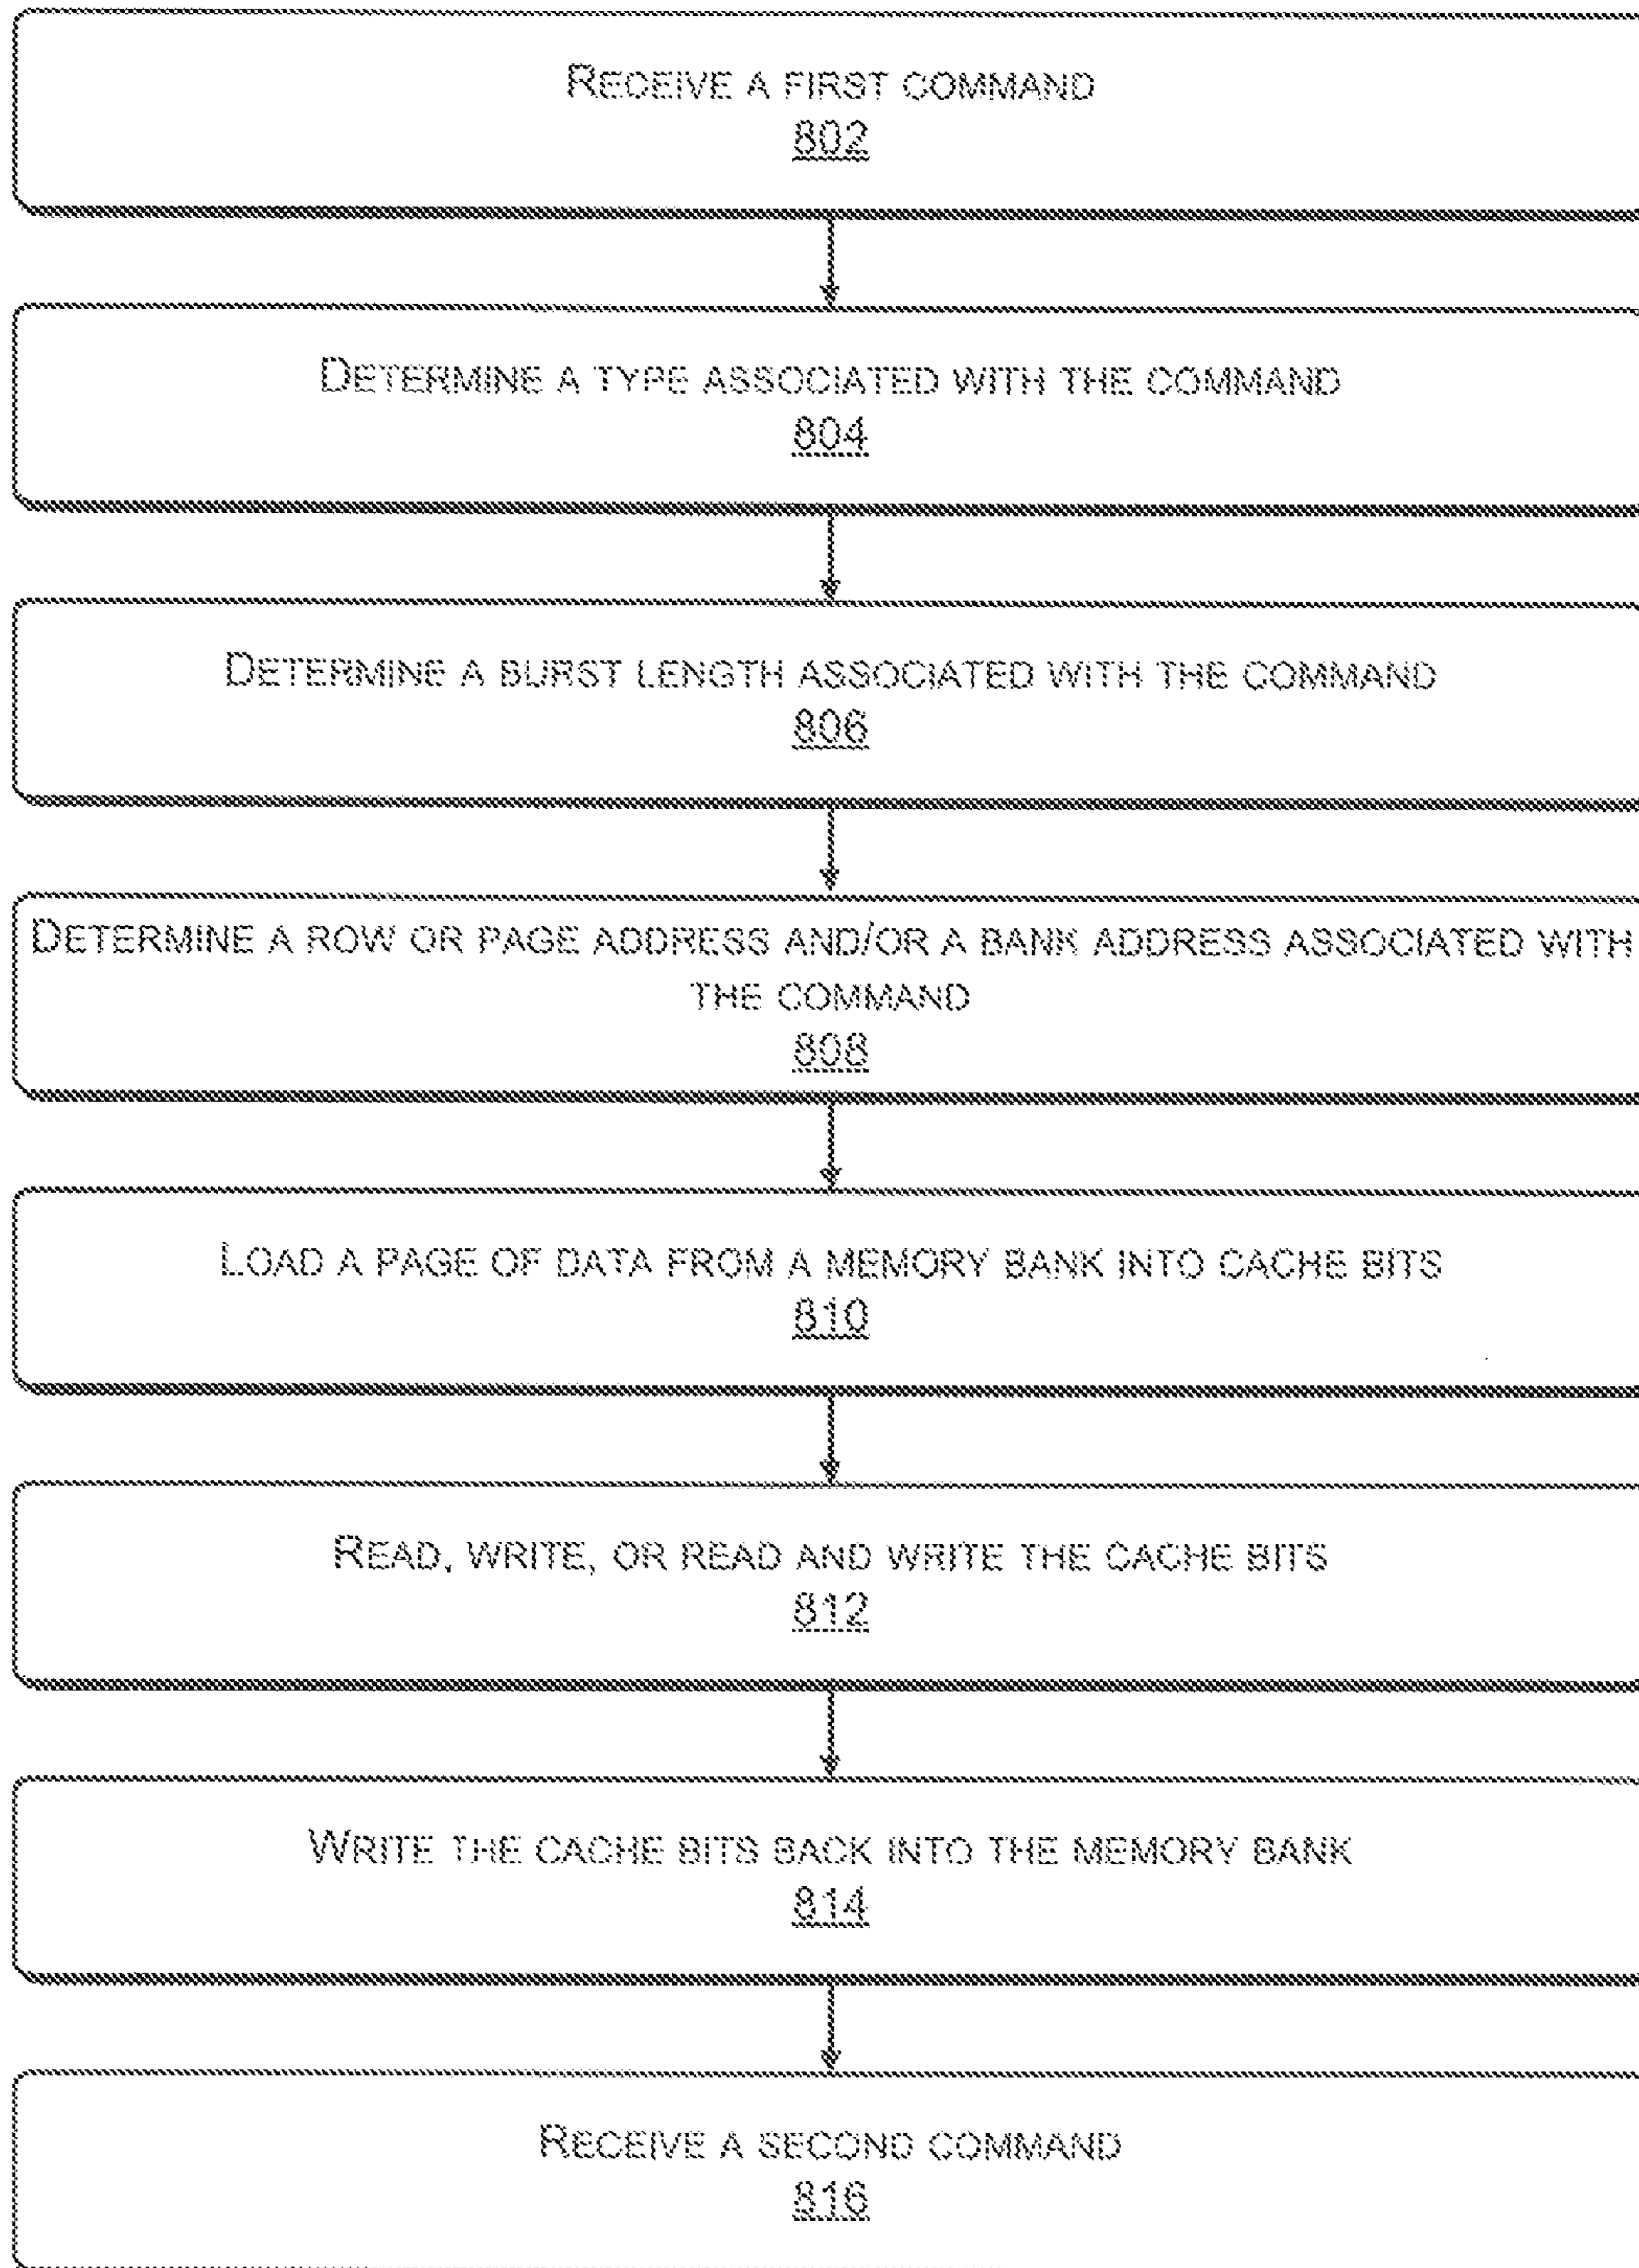 RECEIVE A FIRST COMMAND
802
DETERMINE A TYPE ASSOCIATED WITH THE COMMAND
804
DETERMINE A BURST LENGTH ASSOCIATED WITH THE COMMAND
806
DETERMINE A ROW OR PAGE ADDRESS AND/OR A BANK ADDRESS ASSOCIATED WITH
THE COMMAND
808
LOAD A PAGE OF DATA FROM A MEMORY BANK INTO CACHE BITS
810
READ, WRITE, OR READ AND WRITE THE CACHE BITS
812
WRITE THE CACHE BITS BACK INTO THE MEMORY BANK
814
RECEIVE A SECOND COMMAND
816